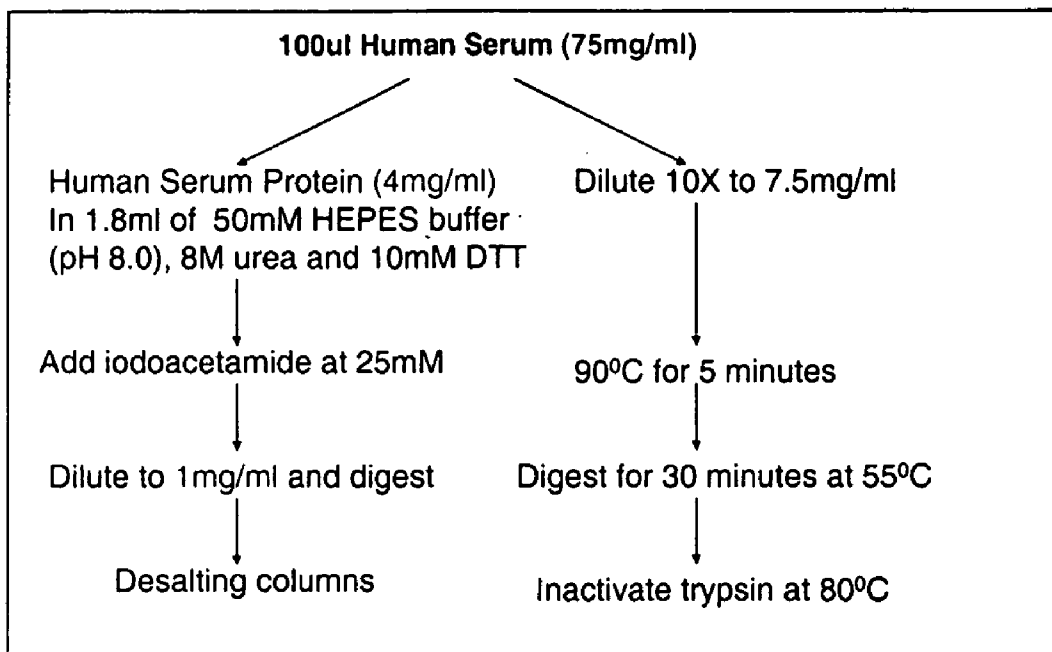 100ul Human Serum (75mg/ml)
Human Serum Protein (4mg/ml)
In 1.8ml of 50mM HEPES buffer
(pH 8.0), 8M urea and 10mM DTT
Add iodoacetamide at 25mM
Dilute to 1mg/ml and digest
Desalting columns
Dilute 10X to 7.5mg/ml
90⁰C for 5 minutes
Digest for 30 minutes at 55⁰C
Inactivate trypsin at 80⁰C